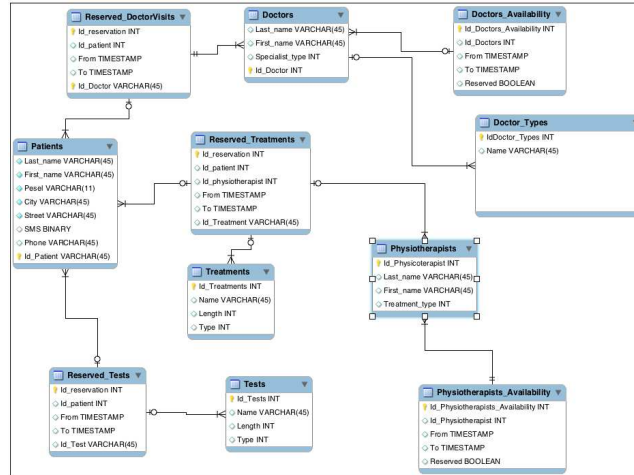 Reserved_DoctorVisits
Id_reservation INT
Id_patient INT
From TIMESTAMP
To TIMESTAMP
Id_Doctor VARCHAR(45)
Doctors
Last_name VARCHAR(45)
First_name VARCHAR(45)
Specialist_type INT
Id_Doctor INT
Doctors_Availability
Id_Doctors_Availability INT
Id_Doctors INT
From TIMESTAMP
To TIMESTAMP
Reserved BOOLEAN
Doctor_Types
IdDoctor_Types INT
Name VARCHAR(45)
Patients
Last_name VARCHAR(45)
First_name VARCHAR(45)
Pesel VARCHAR(11)
City VARCHAR(45)
Street VARCHAR(45)
SMS BINARY
Phone VARCHAR(45)
Id_Patient VARCHAR(45)
Reserved_Treatments
Id_reservation INT
Id_patient INT
Id_physiotherapist INT
From TIMESTAMP
To TIMESTAMP
Id_Treatment VARCHAR(45)
Treatments
Id_Treatments INT
Name VARCHAR(45)
Length INT
Type INT
Physiotherapists
Id_Physicoterapist INT
Last_name VARCHAR(45)
First_name VARCHAR(45)
Treatment_type INT
Reserved_Tests
Id_reservation INT
Id_patient INT
From TIMESTAMP
To TIMESTAMP
Id_Test VARCHAR(45)
Tests
Id_Tests INT
Name VARCHAR(45)
Length INT
Type INT
Physiotherapists_Availability
Id_Physiotherapists_Availability INT
Id_Physiotherapist INT
From TIMESTAMP
To TIMESTAMP
Reserved BOOLEAN